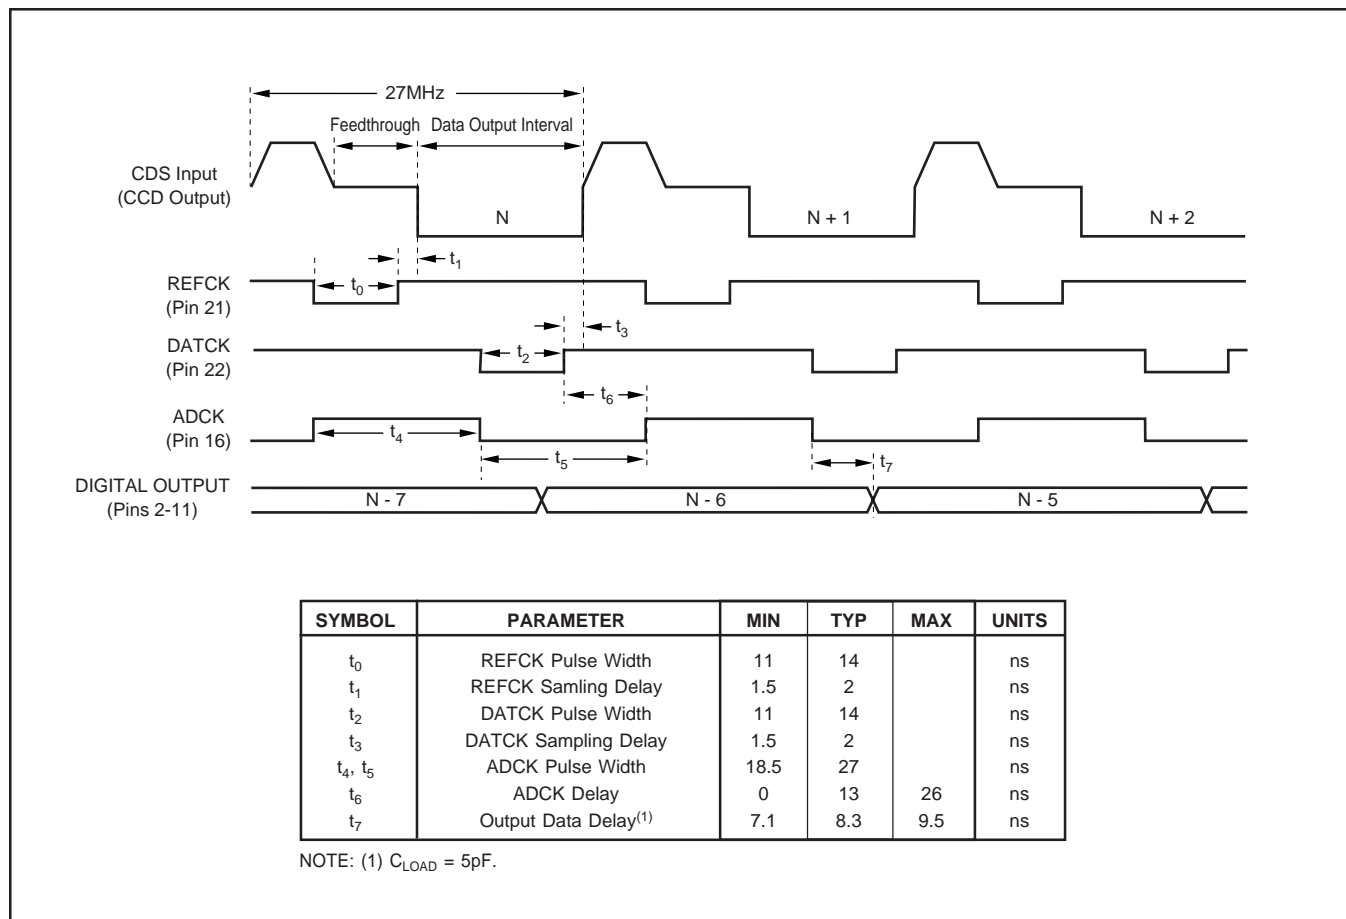 27MHz
Feedthrough Data Output Interval
CDS Input
(CCD Output)
N N + 1 N + 2
t1
REFCK
(Pin 21)
t0
t3
DATCK
(Pin 22)
t2
t6
ADCK
(Pin 16)
t4
t5
t7
DIGITAL OUTPUT
(Pins 2-11)
N - 7 N - 6 N - 5
SYMBOL PARAMETER MIN TYP MAX UNITS
t0 REFCK Pulse Width 11 14 ns
t1 REFCK Samling Delay 1.5 2 ns
t2 DATCK Pulse Width 11 14 ns
t3 DATCK Sampling Delay 1.5 2 ns
t4, t5 ADCK Pulse Width 18.5 27 ns
t6 ADCK Delay 0 13 26 ns
t7 Output Data Delay(1) 7.1 8.3 9.5 ns
NOTE: (1) CLOAD = 5pF.